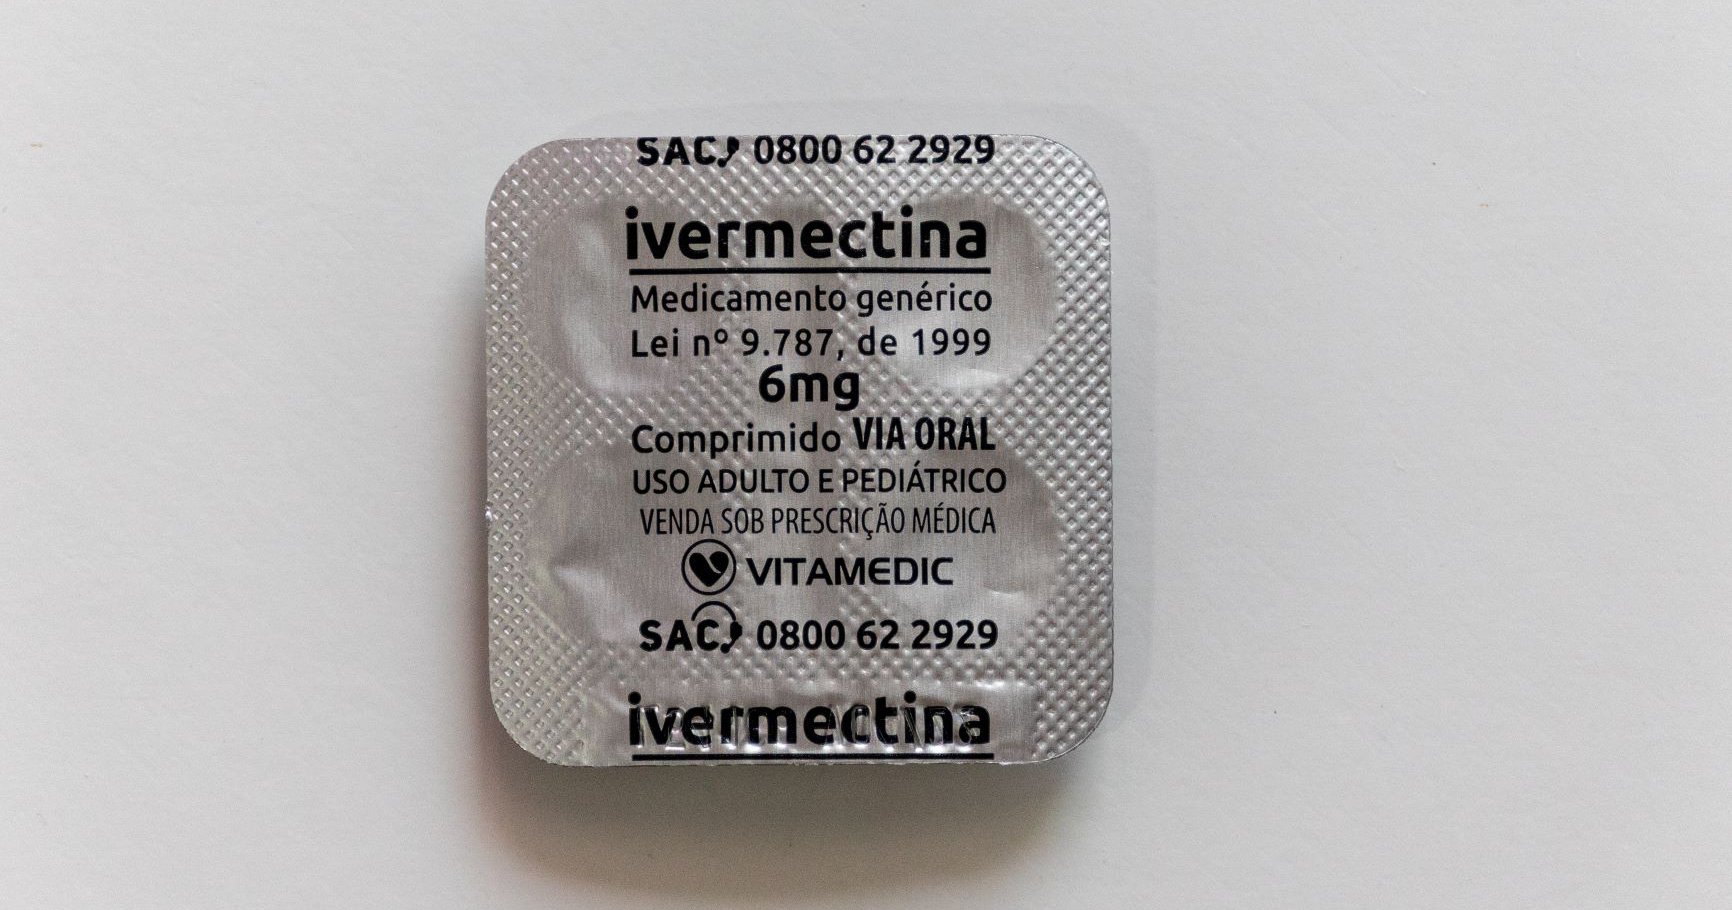 SAC 0800 62 2929
ivermectina
Medicamento genérico
Lei nº 9.787, de 1999
6mg
Comprimido VIA ORAL
USO ADULTO E PEDIÁTRICO
VENDA SOB PRESCRIÇÃO MÉDICA
VITAMEDIC
SAC 0800 62 2929
ivermectina